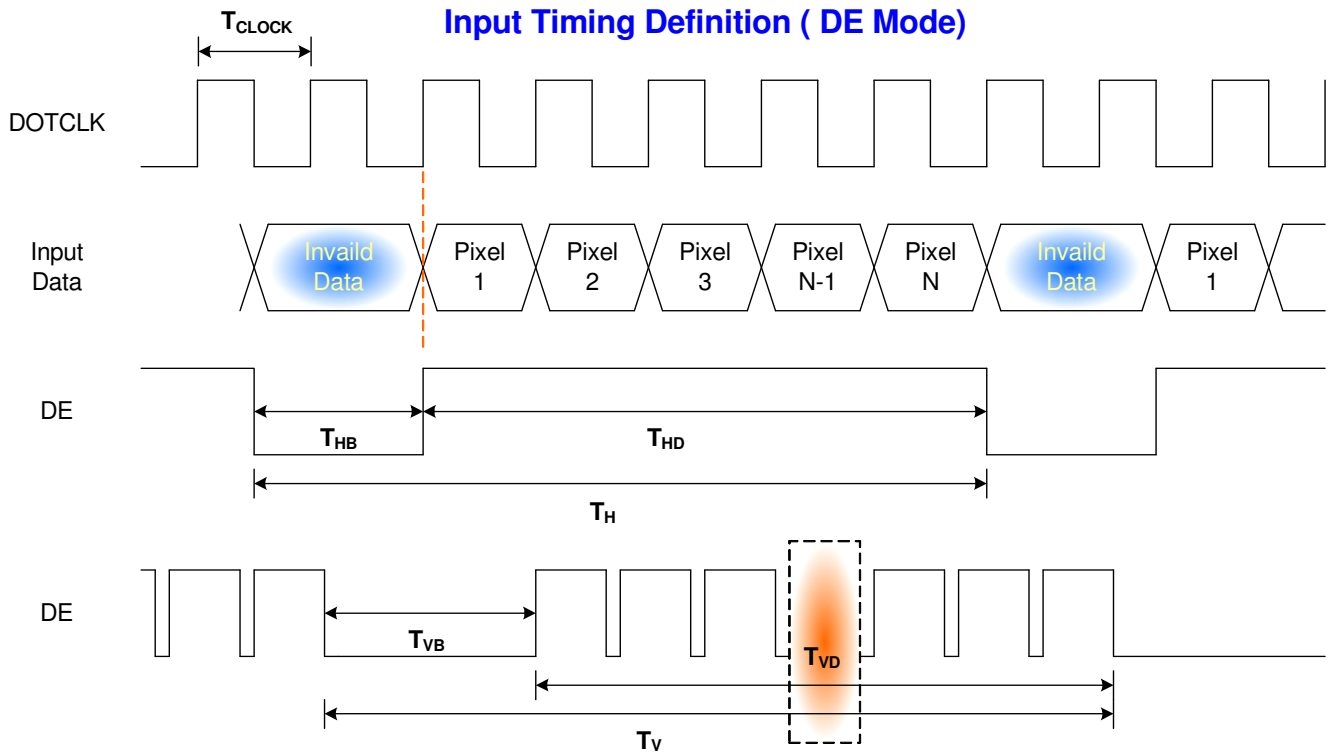 Input Timing Definition ( DE Mode)
TCLOCK
DOTCLK
Input
Data
Invaild
Data
Pixel
1
Pixel
2
Pixel
3
Pixel
N-1
Pixel
N
Invaild
Data
Pixel
1
DE
THB
THD
TH
DE
TVB
TVD
TV